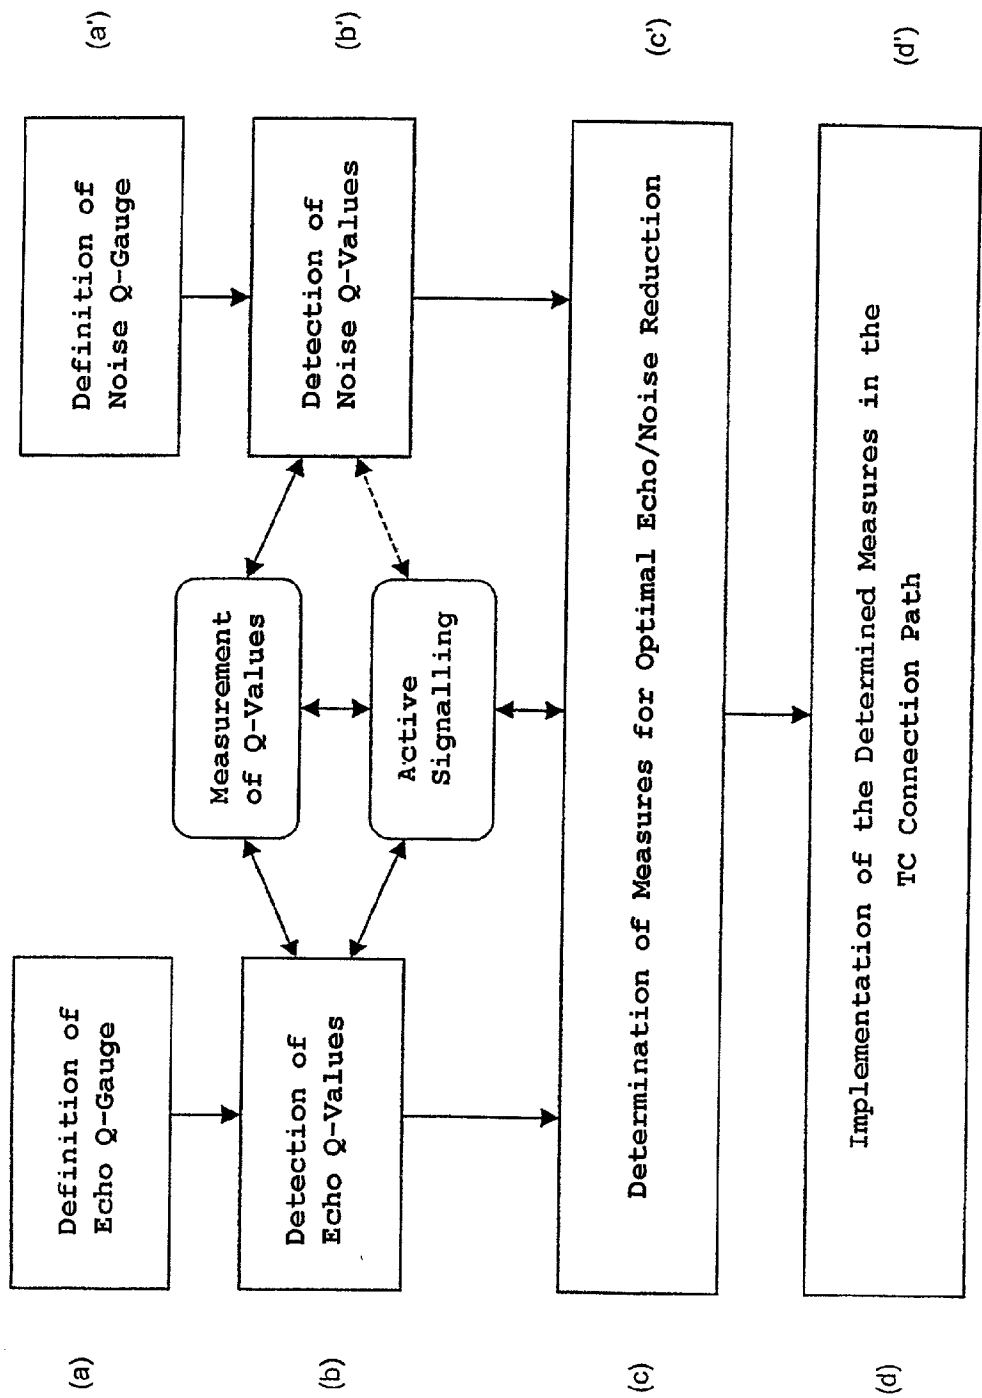 (a)
Definition of
Echo Q-Gauge
Definition of
Noise Q-Gauge
(a')
(b)
Detection of
Echo Q-Values
Measurement
of Q-Values
Active
Signalling
Detection of
Noise Q-Values
(b')
(c)
Determination of Measures for Optimal Echo/Noise Reduction
(c')
(d)
Implementation of the Determined Measures in the
TC Connection Path
(d')